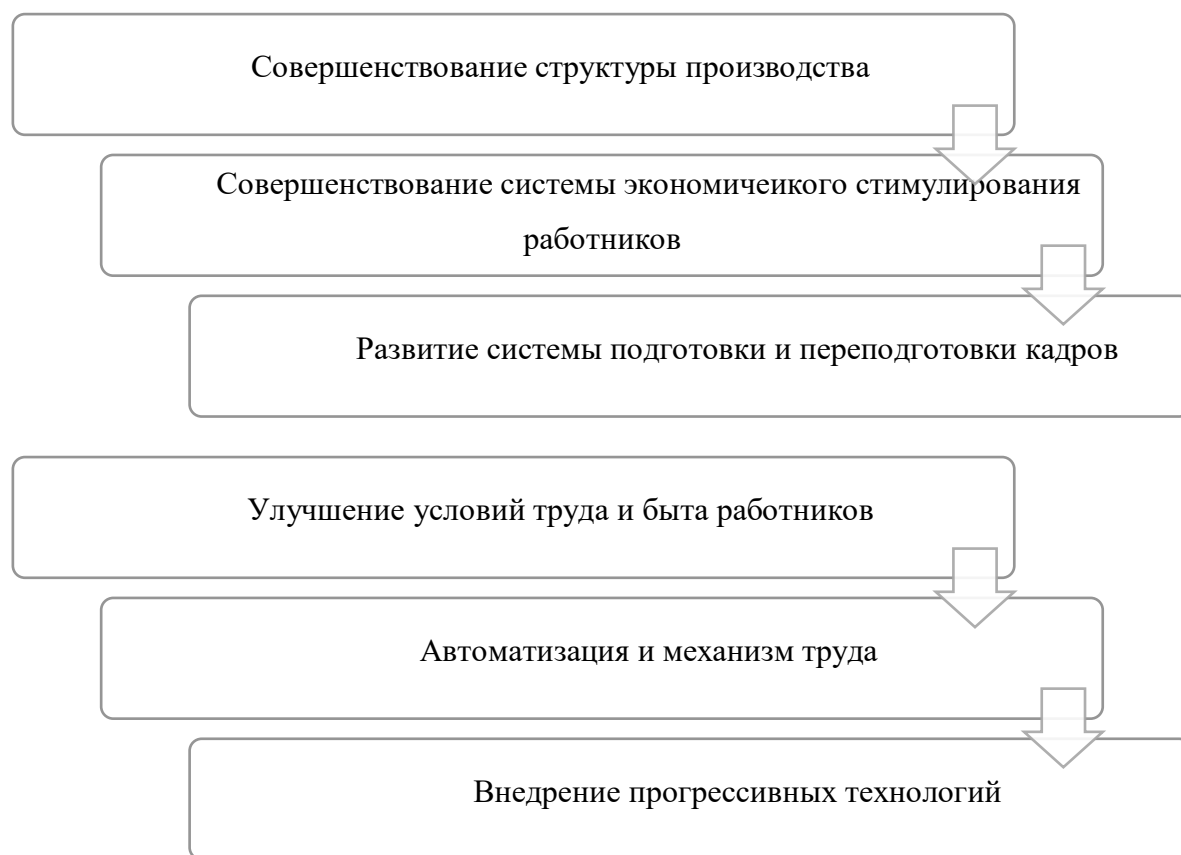 Совершенствование структуры производства
Совершенствование системы экономичеикого стимулирования
работников
Развитие системы подготовки и переподготовки кадров
Улучшение условий труда и быта работников
Автоматизация и механизм труда
Внедрение прогрессивных технологий